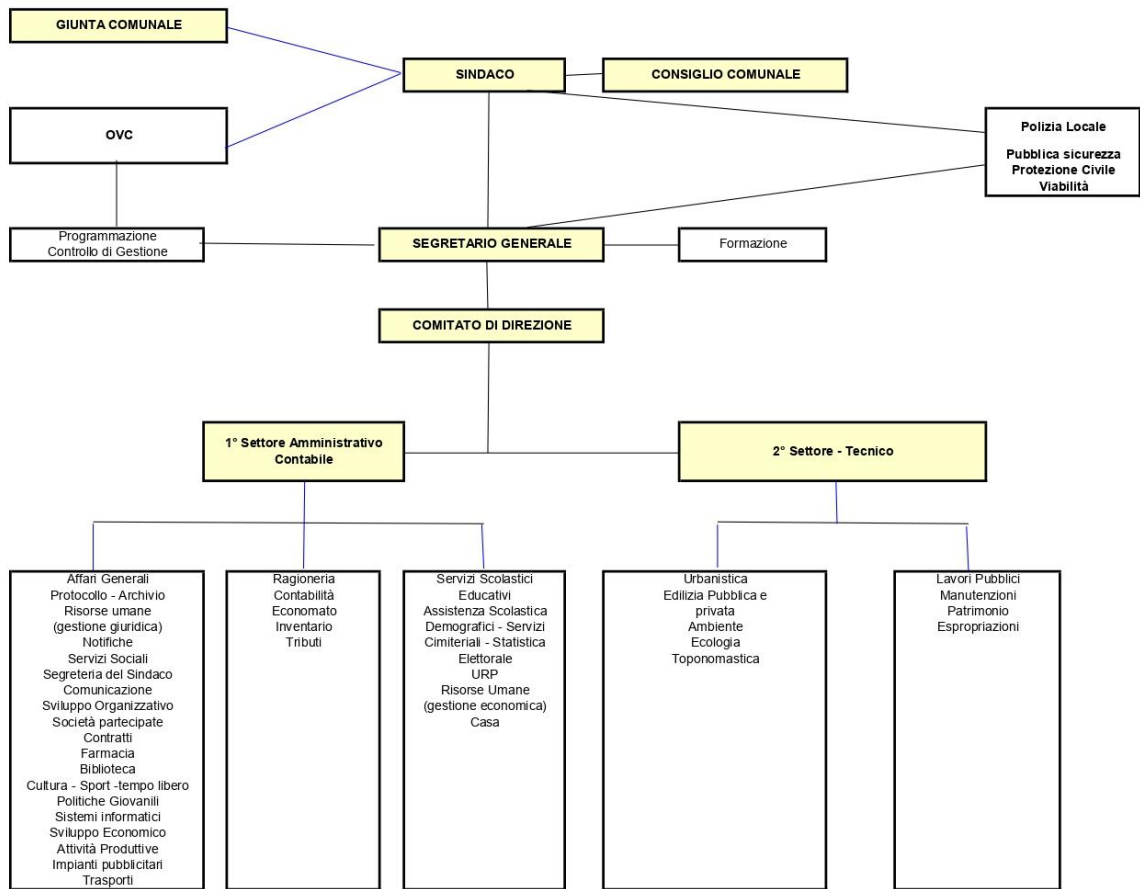 GIUNTA COMUNALE
SINDACO
CONSIGLIO COMUNALE
OVC
Polizia Locale
Pubblica sicurezza
Protezione Civile
Viabilità
Programmazione
Controllo di Gestione
SEGRETARIO GENERALE
Formazione
COMITATO DI DIREZIONE
1° Settore Amministrativo
Contabile
2° Settore - Tecnico
Affari Generali
Protocollo - Archivio
Risorse umane
(gestione giuridica)
Notifiche
Servizi Sociali
Segreteria del Sindaco
Comunicazione
Sviluppo Organizzativo
Società partecipate
Contratti
Farmacia
Biblioteca
Cultura - Sport -tempo libero
Politiche Giovanili
Sistemi informatici
Sviluppo Economico
Attività Produttive
Impianti pubblicitari
Trasporti
Ragioneria
Contabilità
Economato
Inventario
Tributi
Servizi Scolastici
Educativi
Assistenza Scolastica
Demografici - Servizi
Cimiteriali - Statistica
Elettorale
URP
Risorse Umane
(gestione economica)
Casa
Urbanistica
Edilizia Pubblica e
privata
Ambiente
Ecologia
Toponomastica
Lavori Pubblici
Manutenzioni
Patrimonio
Espropriazioni